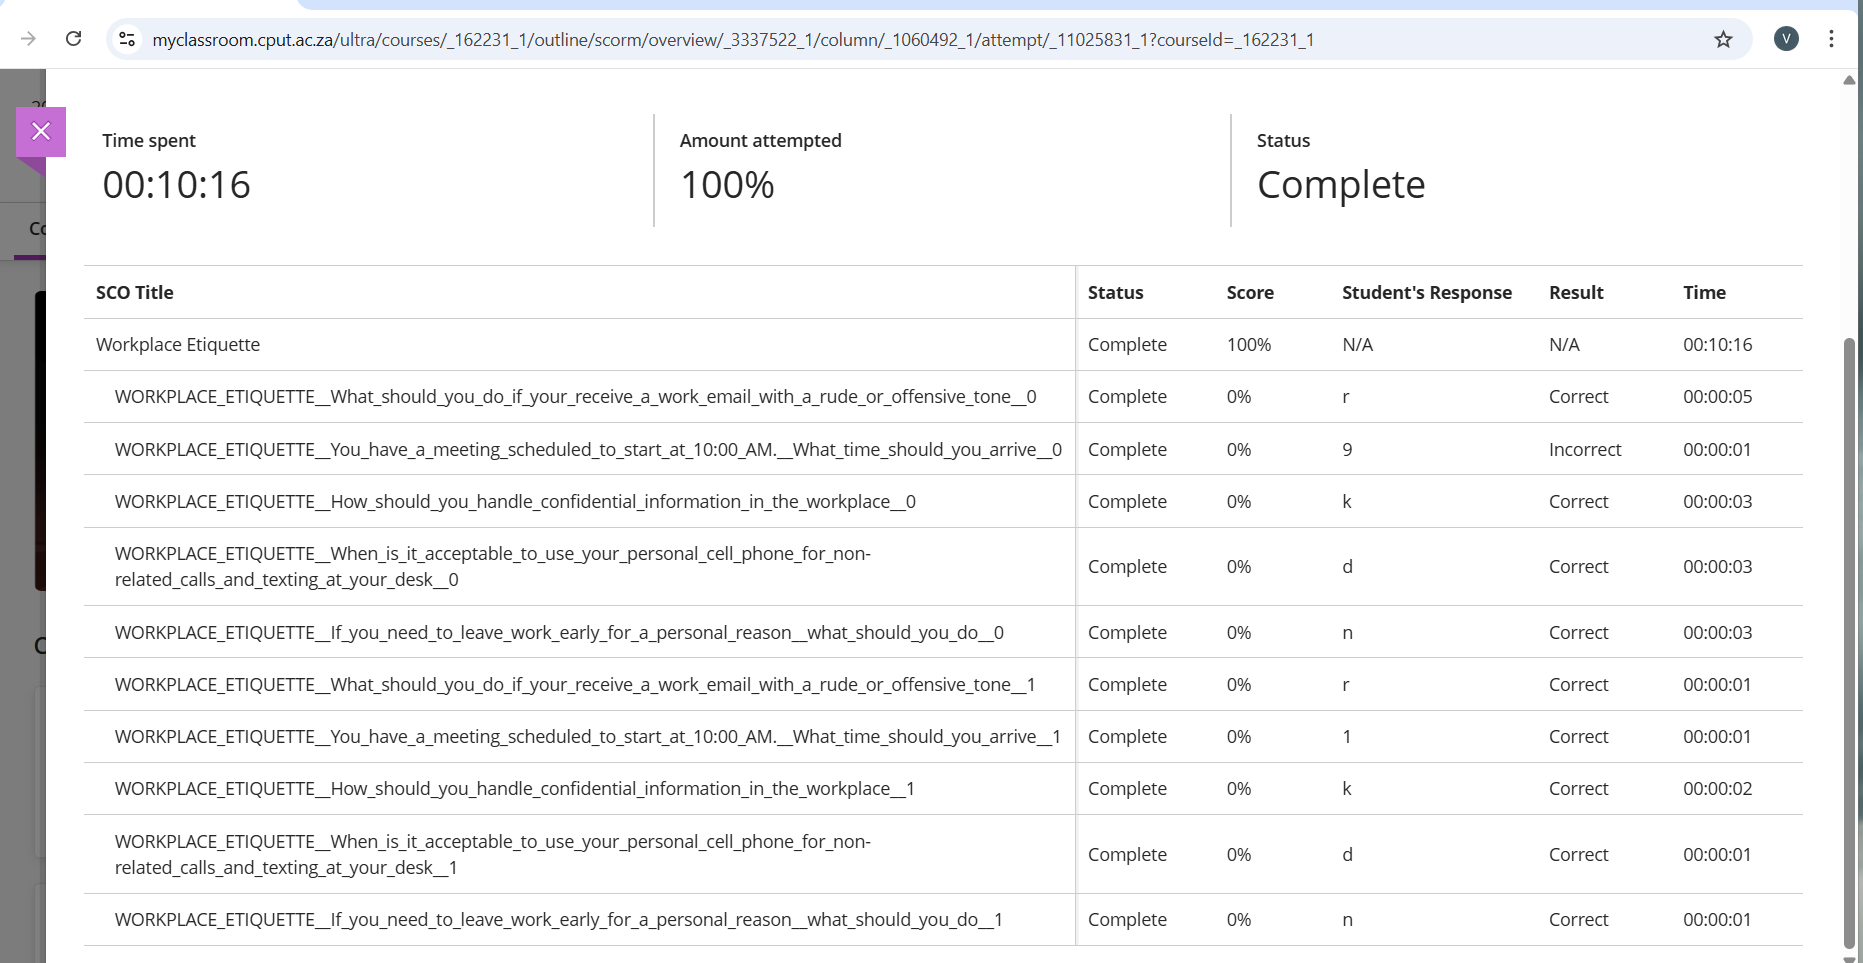 myclassroom.cput.ac.za/ultra/courses/_162231_1/outline/scorm/overview/_3337522_1/column/_1060492_1/attempt/_11025831_1?courseId=_162231_1
V
Time spent
00:10:16
Amount attempted
100%
Status
Complete
SCO Title Status Score Student's Response Result Time
Workplace Etiquette Complete 100% N/A N/A 00:10:16
WORKPLACE_ETIQUETTE__What_should_you_do_if_your_receive_a_work_email_with_a_rude_or_offensive_tone__0 Complete 0% r Correct 00:00:05
WORKPLACE_ETIQUETTE__You_have_a_meeting_scheduled_to_start_at_10:00_AM.__What_time_should_you_arrive__0 Complete 0% 9 Incorrect 00:00:01
WORKPLACE_ETIQUETTE__How_should_you_handle_confidential_information_in_the_workplace__0 Complete 0% k Correct 00:00:03
WORKPLACE_ETIQUETTE__When_is_it_acceptable_to_use_your_personal_cell_phone_for_non-
related_calls_and_texting_at_your_desk__0 Complete 0% d Correct 00:00:03
WORKPLACE_ETIQUETTE__If_you_need_to_leave_work_early_for_a_personal_reason__what_should_you_do__0 Complete 0% n Correct 00:00:03
WORKPLACE_ETIQUETTE__What_should_you_do_if_your_receive_a_work_email_with_a_rude_or_offensive_tone__1 Complete 0% r Correct 00:00:01
WORKPLACE_ETIQUETTE__You_have_a_meeting_scheduled_to_start_at_10:00_AM.__What_time_should_you_arrive__1 Complete 0% 1 Correct 00:00:01
WORKPLACE_ETIQUETTE__How_should_you_handle_confidential_information_in_the_workplace__1 Complete 0% k Correct 00:00:02
WORKPLACE_ETIQUETTE__When_is_it_acceptable_to_use_your_personal_cell_phone_for_non-
related_calls_and_texting_at_your_desk__1 Complete 0% d Correct 00:00:01
WORKPLACE_ETIQUETTE__If_you_need_to_leave_work_early_for_a_personal_reason__what_should_you_do__1 Complete 0% n Correct 00:00:01